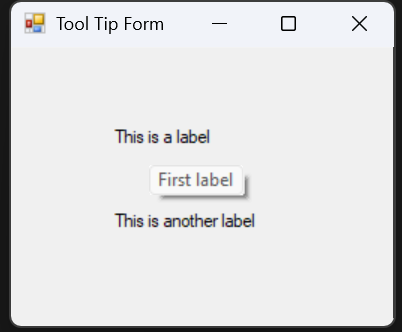 Tool Tip Form
This is a label
First label
This is another label